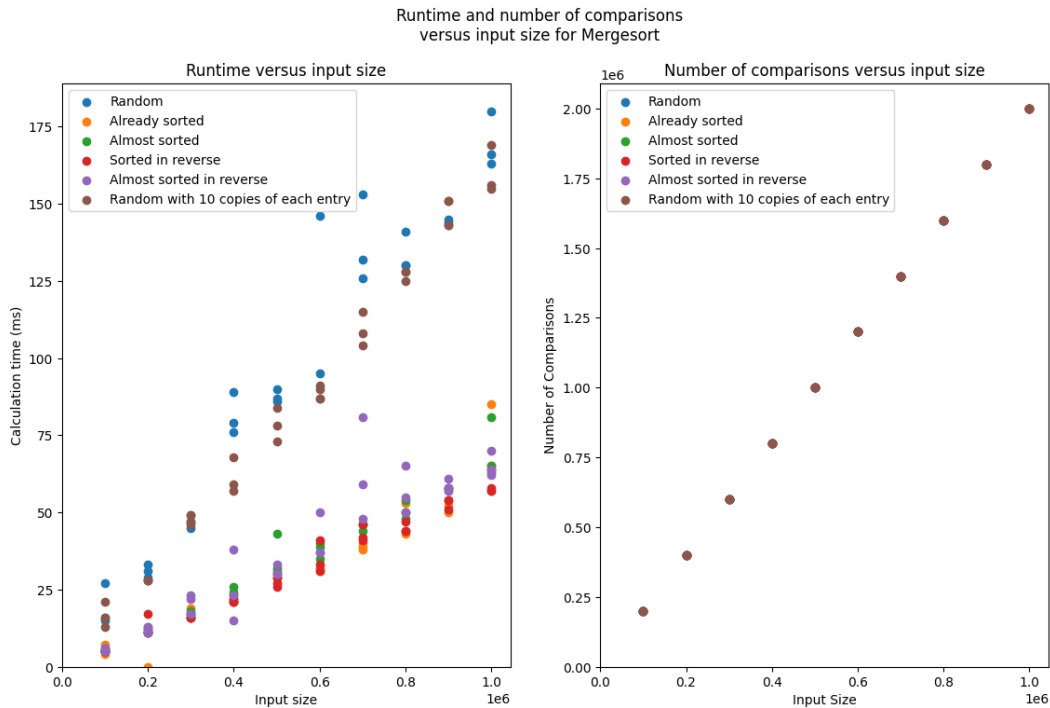 Runtime and number of comparisons
versus input size for Mergesort
Runtime versus input size
Random
Already sorted
Almost sorted
Sorted in reverse
Almost sorted in reverse
Random with 10 copies of each entry
Calculation time (ms)
175
150
125
100
75
50
25
0
0.0
0.2
0.4
0.6
0.8
1.0
1e6
Input size
Number of comparisons versus input size
1e6
Random
Already sorted
Almost sorted
Sorted in reverse
Almost sorted in reverse
Random with 10 copies of each entry
Number of Comparisons
2.00
1.75
1.50
1.25
1.00
0.75
0.50
0.25
0.00
0.0
0.2
0.4
0.6
0.8
1.0
1e6
Input Size